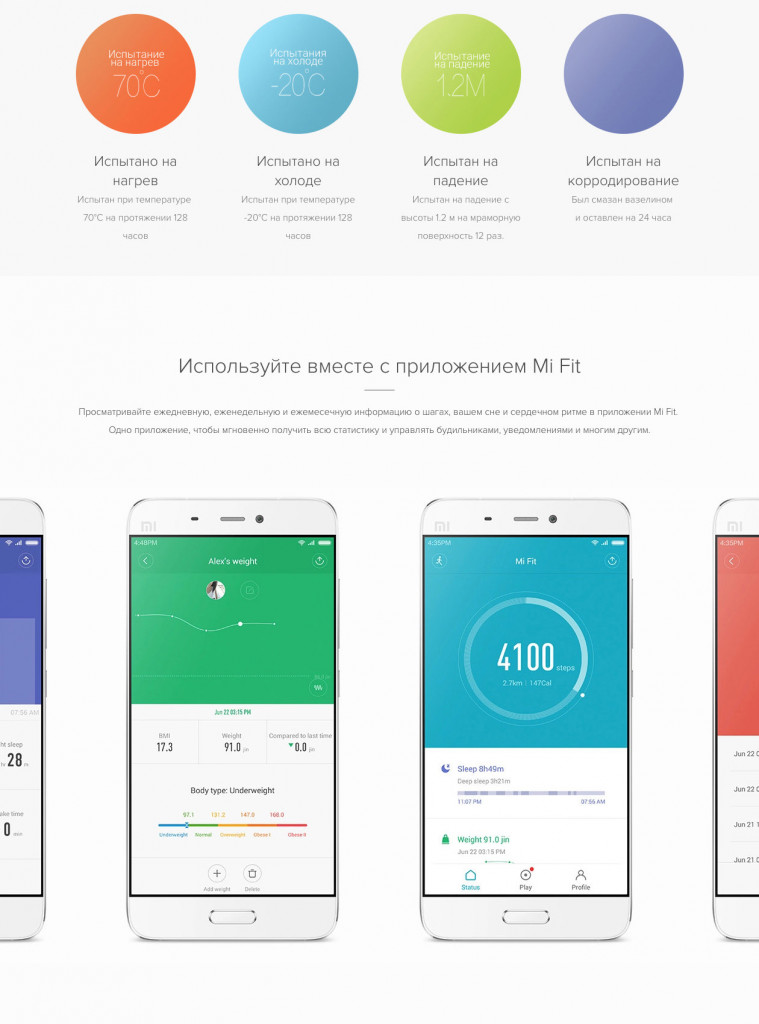 Испытание
на нагрев
70°C
Испытания
на холоде
-20°C
Испытание
на падение
1.2M
Испытано на
нагрев
Испытан при температуре
70°C на протяжении 128
часов
Испытано на
холоде
Испытан при температуре
-20°C на протяжении 128
часов
Испытан на
падение
Испытан на падение с
высоты 1.2 м на мраморную
поверхность 12 раз.
Испытан на
корродирование
Был смазан вазелином
и оставлен на 24 часа
Используйте вместе с приложением Mi Fit
Просматривайте ежедневную, еженедельную и ежемесечную информацию о шагах, вашем сне и сердечном ритме в приложении Mi Fit.
Одно приложение, чтобы мгновенно получить всю статистику и управлять будильниками, уведомлениями и многим другим.
07:56 AM
sleep
28 m
time
0
MI
4:48PM
Alex's weight
Jun 22 03:15 PM
BMI
17.3
Weight
91.0 jin
Compared to last time
0.0 jin
Body type: Underweight
97.1 131.2 147.0 168.0
Underweight Normal Overweight Obese I Obese II
Add weight Delete
MI
4:35PM
Mi Fit
4100 steps
2.7km | 147Cal
Sleep 8h49m
Deep sleep 3h21m
11:07 PM 07:56 AM
Weight 91.0 jin
Jun 22 03:15 PM
Status Play Profile
MI
4:35PM
Jun 22 0
Jun 22 0
Jun 21 1
Jun 21 0